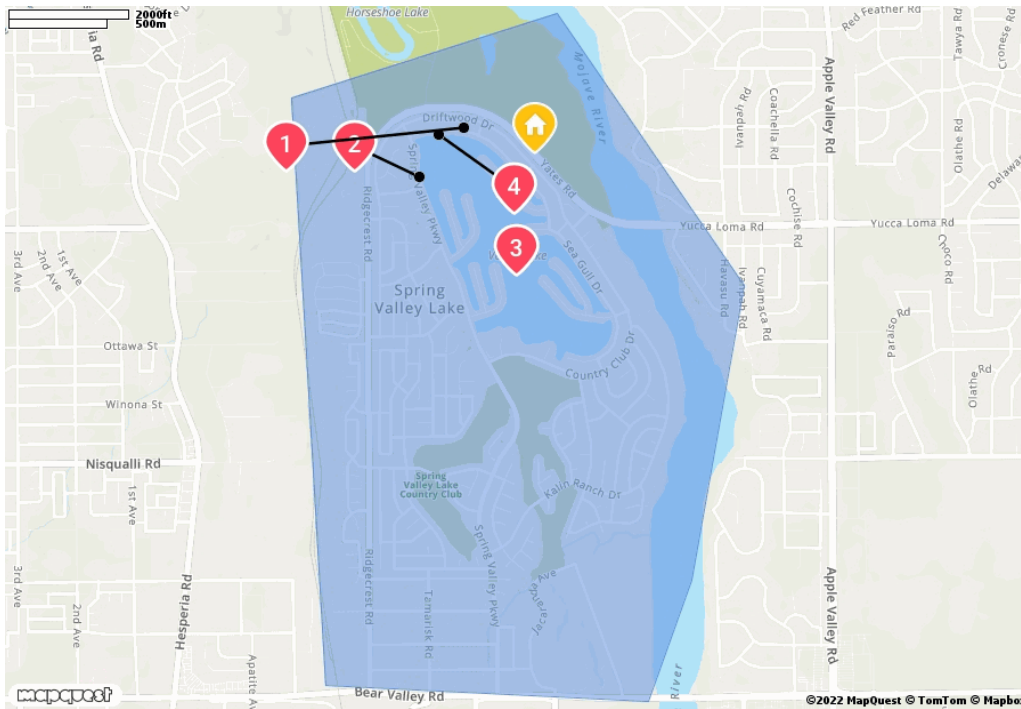 2000ft
500m
Horseshoe Lake
Red Feather Rd
Tawya Rd
Cronese Rd
ia Rd
Mojave River
Apple Valley Rd
Ivanpah Rd
Coachella Rd
Olathe Rd
Delawar
Driftwood Dr
1
2
4
3
Spring Valley Pkwy
Yates Rd
Ridgecrest Rd
Cochise Rd
Yucca Loma Rd
Yucca Loma Rd
3rd Ave
2nd Ave
1st Ave
Sea Gull Dr
Choco Rd
Havasu Rd
Ivanpah Rd
Cuyamaca Rd
Spring
Valley Lake
Paraiso Rd
Ottawa St
Country Club Dr
Olathe Rd
Winona St
Nisqualli Rd
Spring
Valley Lake
Country Club
Kalin Ranch Dr
1st Ave
Spring Valley Pkwy
Ridgecrest Rd
3rd Ave
2nd Ave
Hesperia Rd
Tamarisk Rd
Jacaranda Ave
Apple Valley Rd
Apatite A
River
Bear Valley Rd
mapquest
©2022 MapQuest © TomTom © Mapbo